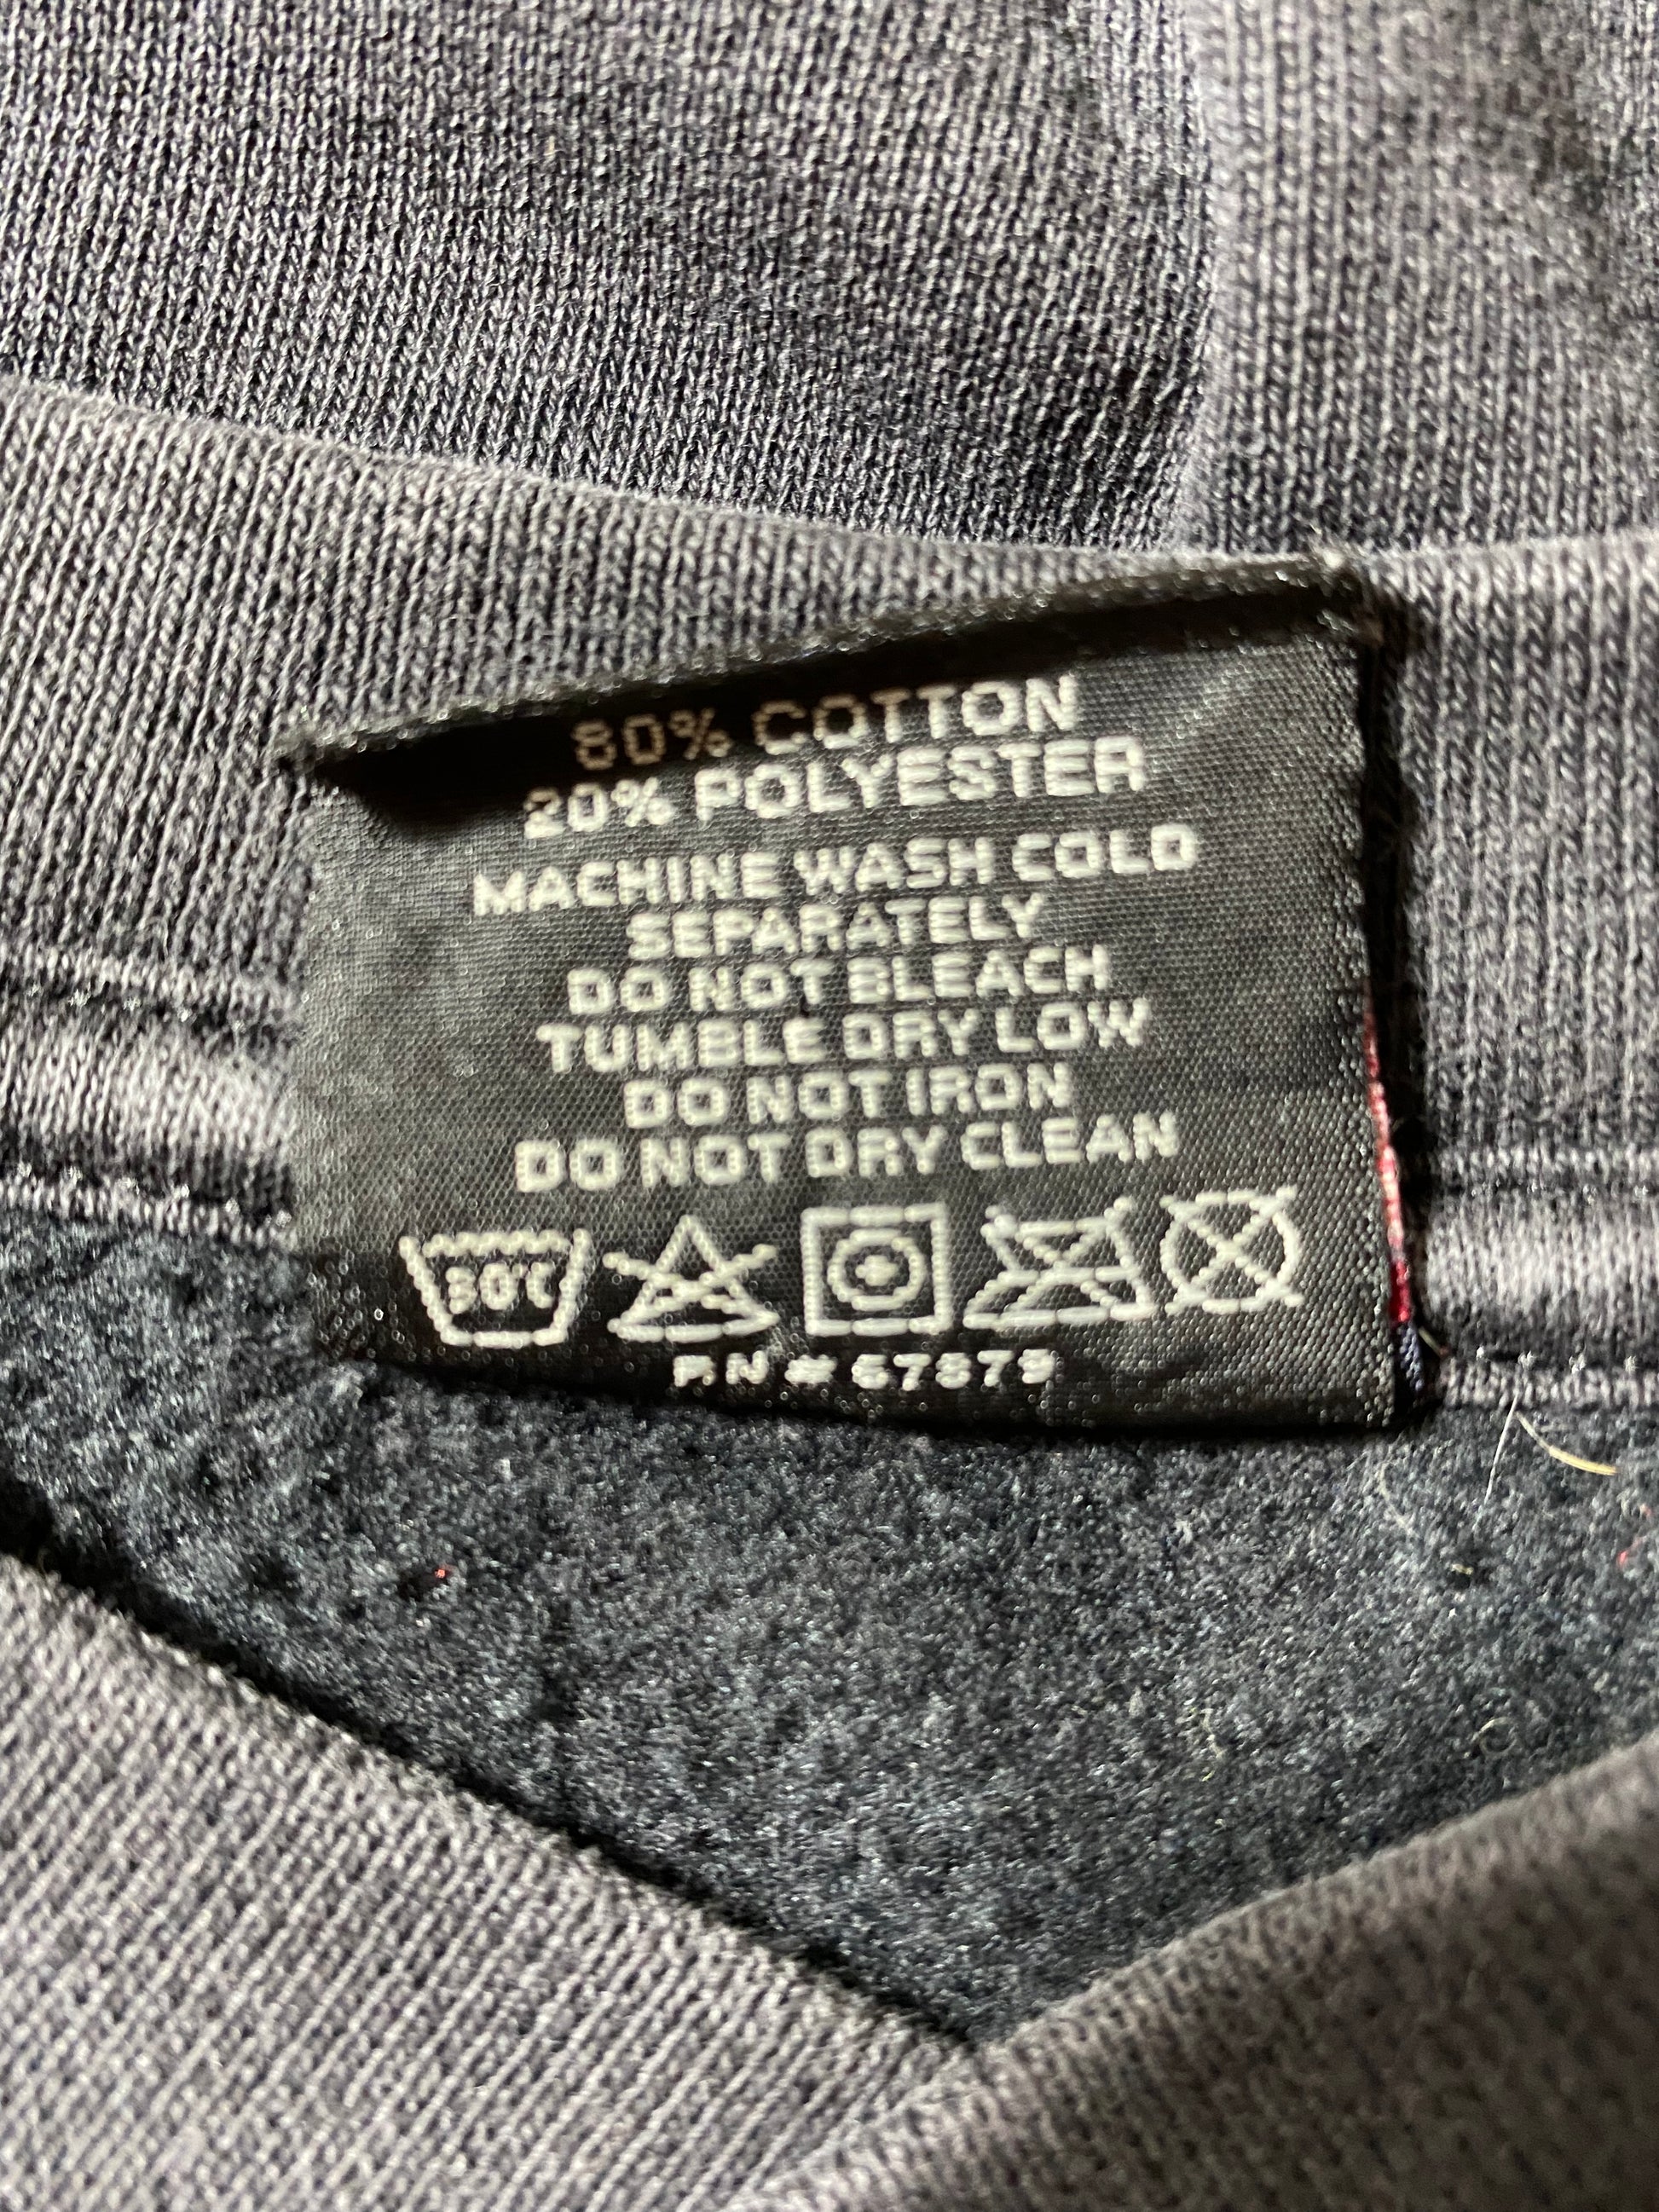 80% COTTON
20% POLYESTER
MACHINE WASH COLD
SEPARATELY
DO NOT BLEACH
TUMBLE DRY LOW
DO NOT IRON
DO NOT DRY CLEAN
30°C
RN # 67879